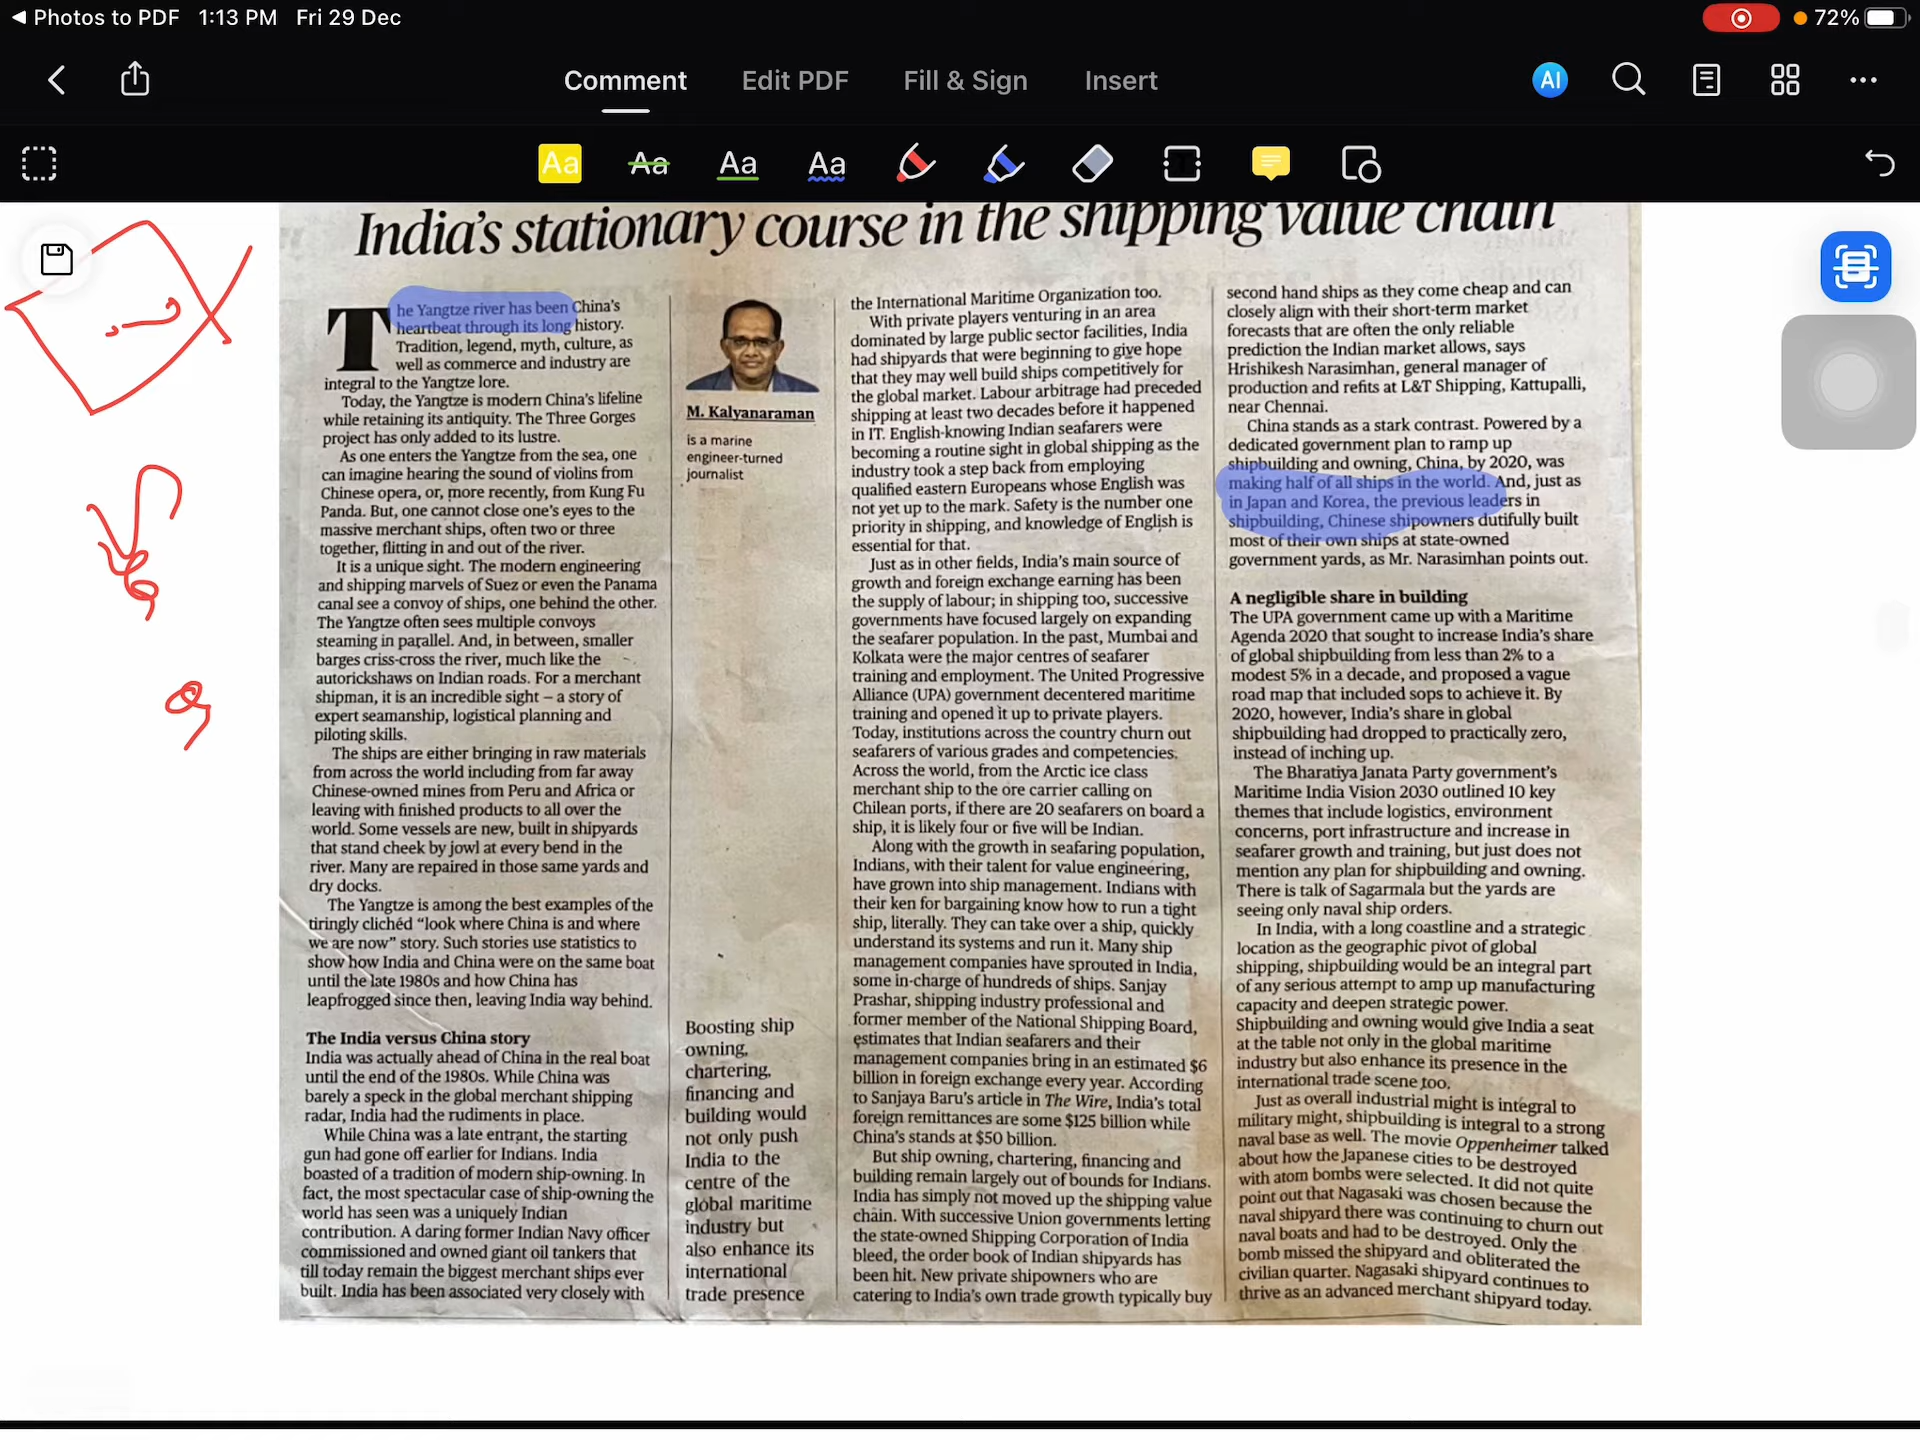 Photos to PDF 1:13 PM Fri 29 Dec
72%
Comment Edit PDF Fill & Sign Insert
AI
Aa Aa Aa Aa
India's stationary course in the shipping value chain
The Yangtze river has been China's
heartbeat through its long history.
Tradition, legend, myth, culture, as
well as commerce and industry are
integral to the Yangtze lore.
Today, the Yangtze is modern China's lifeline
while retaining its antiquity. The Three Gorges
project has only added to its lustre.
As one enters the Yangtze from the sea, one
can imagine hearing the sound of violins from
Chinese opera, or, more recently, from Kung Fu
Panda. But, one cannot close one's eyes to the
massive merchant ships, often two or three
together, flitting in and out of the river.
It is a unique sight. The modern engineering
and shipping marvels of Suez or even the Panama
canal see a convoy of ships, one behind the other.
The Yangtze often sees multiple convoys
steaming in parallel. And, in between, smaller
barges criss-cross the river, much like the
autorickshaws on Indian roads. For a merchant
shipman, it is an incredible sight – a story of
expert seamanship, logistical planning and
piloting skills.
The ships are either bringing in raw materials
from across the world including from far away
Chinese-owned mines from Peru and Africa or
leaving with finished products to all over the
world. Some vessels are new, built in shipyards
that stand cheek by jowl at every bend in the
river. Many are repaired in those same yards and
dry docks.
The Yangtze is among the best examples of the
tiringly clichéd "look where China is and where
we are now" story. Such stories use statistics to
show how India and China were on the same boat
until the late 1980s and how China has
leapfrogged since then, leaving India way behind.
The India versus China story
India was actually ahead of China in the real boat
until the end of the 1980s. While China was
barely a speck in the global merchant shipping
radar, India had the rudiments in place.
While China was a late entrant, the starting
gun had gone off earlier for Indians. India
boasted of a tradition of modern ship-owning. In
fact, the most spectacular case of ship-owning the
world has seen was a uniquely Indian
contribution. A daring former Indian Navy officer
commissioned and owned giant oil tankers that
till today remain the biggest merchant ships ever
built. India has been associated very closely with
M. Kalyanaraman
is a marine
engineer-turned
journalist
Boosting ship
owning,
chartering,
financing and
building would
not only push
India to the
centre of the
global maritime
industry but
also enhance its
international
trade presence
the International Maritime Organization too.
With private players venturing in an area
dominated by large public sector facilities, India
had shipyards that were beginning to give hope
that they may well build ships competitively for
the global market. Labour arbitrage had preceded
shipping at least two decades before it happened
in IT. English-knowing Indian seafarers were
becoming a routine sight in global shipping as the
industry took a step back from employing
qualified eastern Europeans whose English was
not yet up to the mark. Safety is the number one
priority in shipping, and knowledge of English is
essential for that.
Just as in other fields, India's main source of
growth and foreign exchange earning has been
the supply of labour; in shipping too, successive
governments have focused largely on expanding
the seafarer population. In the past, Mumbai and
Kolkata were the major centres of seafarer
training and employment. The United Progressive
Alliance (UPA) government decentered maritime
training and opened it up to private players.
Today, institutions across the country churn out
seafarers of various grades and competencies.
Across the world, from the Arctic ice class
merchant ship to the ore carrier calling on
Chilean ports, if there are 20 seafarers on board a
ship, it is likely four or five will be Indian.
Along with the growth in seafaring population,
Indians, with their talent for value engineering,
have grown into ship management. Indians with
their ken for bargaining know how to run a tight
ship, literally. They can take over a ship, quickly
understand its systems and run it. Many ship
management companies have sprouted in India,
some in-charge of hundreds of ships. Sanjay
Prashar, shipping industry professional and
former member of the National Shipping Board,
estimates that Indian seafarers and their
management companies bring in an estimated $6
billion in foreign exchange every year. According
to Sanjaya Baru's article in The Wire, India's total
foreign remittances are some $125 billion while
China's stands at $50 billion.
But ship owning, chartering, financing and
building remain largely out of bounds for Indians.
India has simply not moved up the shipping value
chain. With successive Union governments letting
the state-owned Shipping Corporation of India
bleed, the order book of Indian shipyards has
been hit. New private shipowners who are
catering to India's own trade growth typically buy
second hand ships as they come cheap and can
closely align with their short-term market
forecasts that are often the only reliable
prediction the Indian market allows, says
Hrishikesh Narasimhan, general manager of
production and refits at L&T Shipping, Kattupalli,
near Chennai.
China stands as a stark contrast. Powered by a
dedicated government plan to ramp up
shipbuilding and owning, China, by 2020, was
making half of all ships in the world. And, just as
in Japan and Korea, the previous leaders in
shipbuilding, Chinese shipowners dutifully built
most of their own ships at state-owned
government yards, as Mr. Narasimhan points out.
A negligible share in building
The UPA government came up with a Maritime
Agenda 2020 that sought to increase India's share
of global shipbuilding from less than 2% to a
modest 5% in a decade, and proposed a vague
road map that included sops to achieve it. By
2020, however, India's share in global
shipbuilding had dropped to practically zero,
instead of inching up.
The Bharatiya Janata Party government's
Maritime India Vision 2030 outlined 10 key
themes that include logistics, environment
concerns, port infrastructure and increase in
seafarer growth and training, but just does not
mention any plan for shipbuilding and owning.
There is talk of Sagarmala but the yards are
seeing only naval ship orders.
In India, with a long coastline and a strategic
location as the geographic pivot of global
shipping, shipbuilding would be an integral part
of any serious attempt to amp up manufacturing
capacity and deepen strategic power.
Shipbuilding and owning would give India a seat
at the table not only in the global maritime
industry but also enhance its presence in the
international trade scene too.
Just as overall industrial might is integral to
military might, shipbuilding is integral to a strong
naval base as well. The movie Oppenheimer talked
about how the Japanese cities to be destroyed
with atom bombs were selected. It did not quite
point out that Nagasaki was chosen because the
naval shipyard there was continuing to churn out
naval boats and had to be destroyed. Only the
bomb missed the shipyard and obliterated the
civilian quarter. Nagasaki shipyard continues to
thrive as an advanced merchant shipyard today.